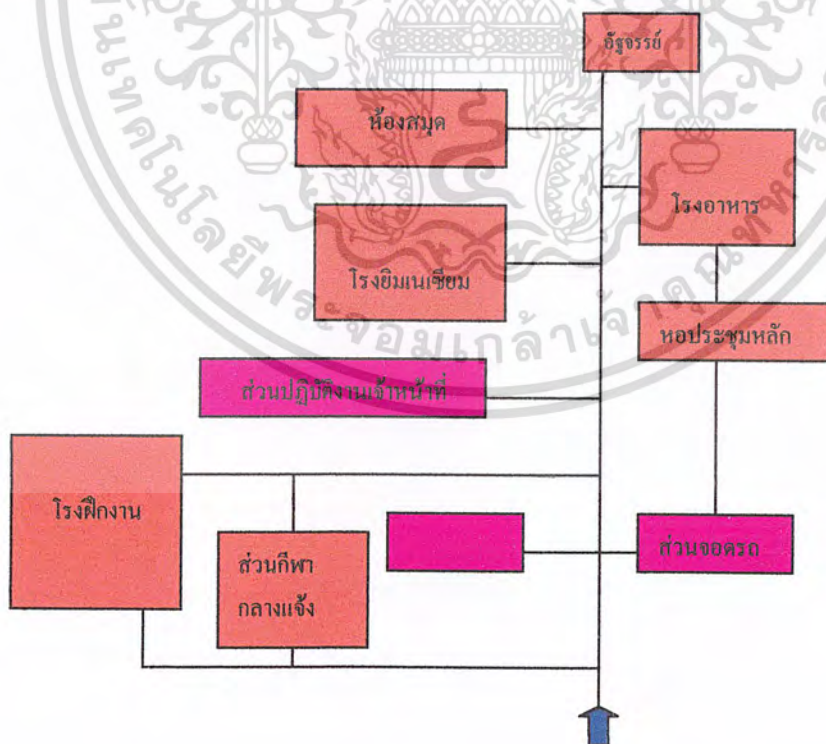 อัฐจรรย์
ห้องสมุด
โรงอาหาร
โรงยิมเนเซียม
หอประชุมหลัก
ส่วนปฏิบัติงานเจ้าหน้าที่
โรงฝึกงาน
ส่วนกีฬา
กลางแจ้ง
ส่วนจอดรถ